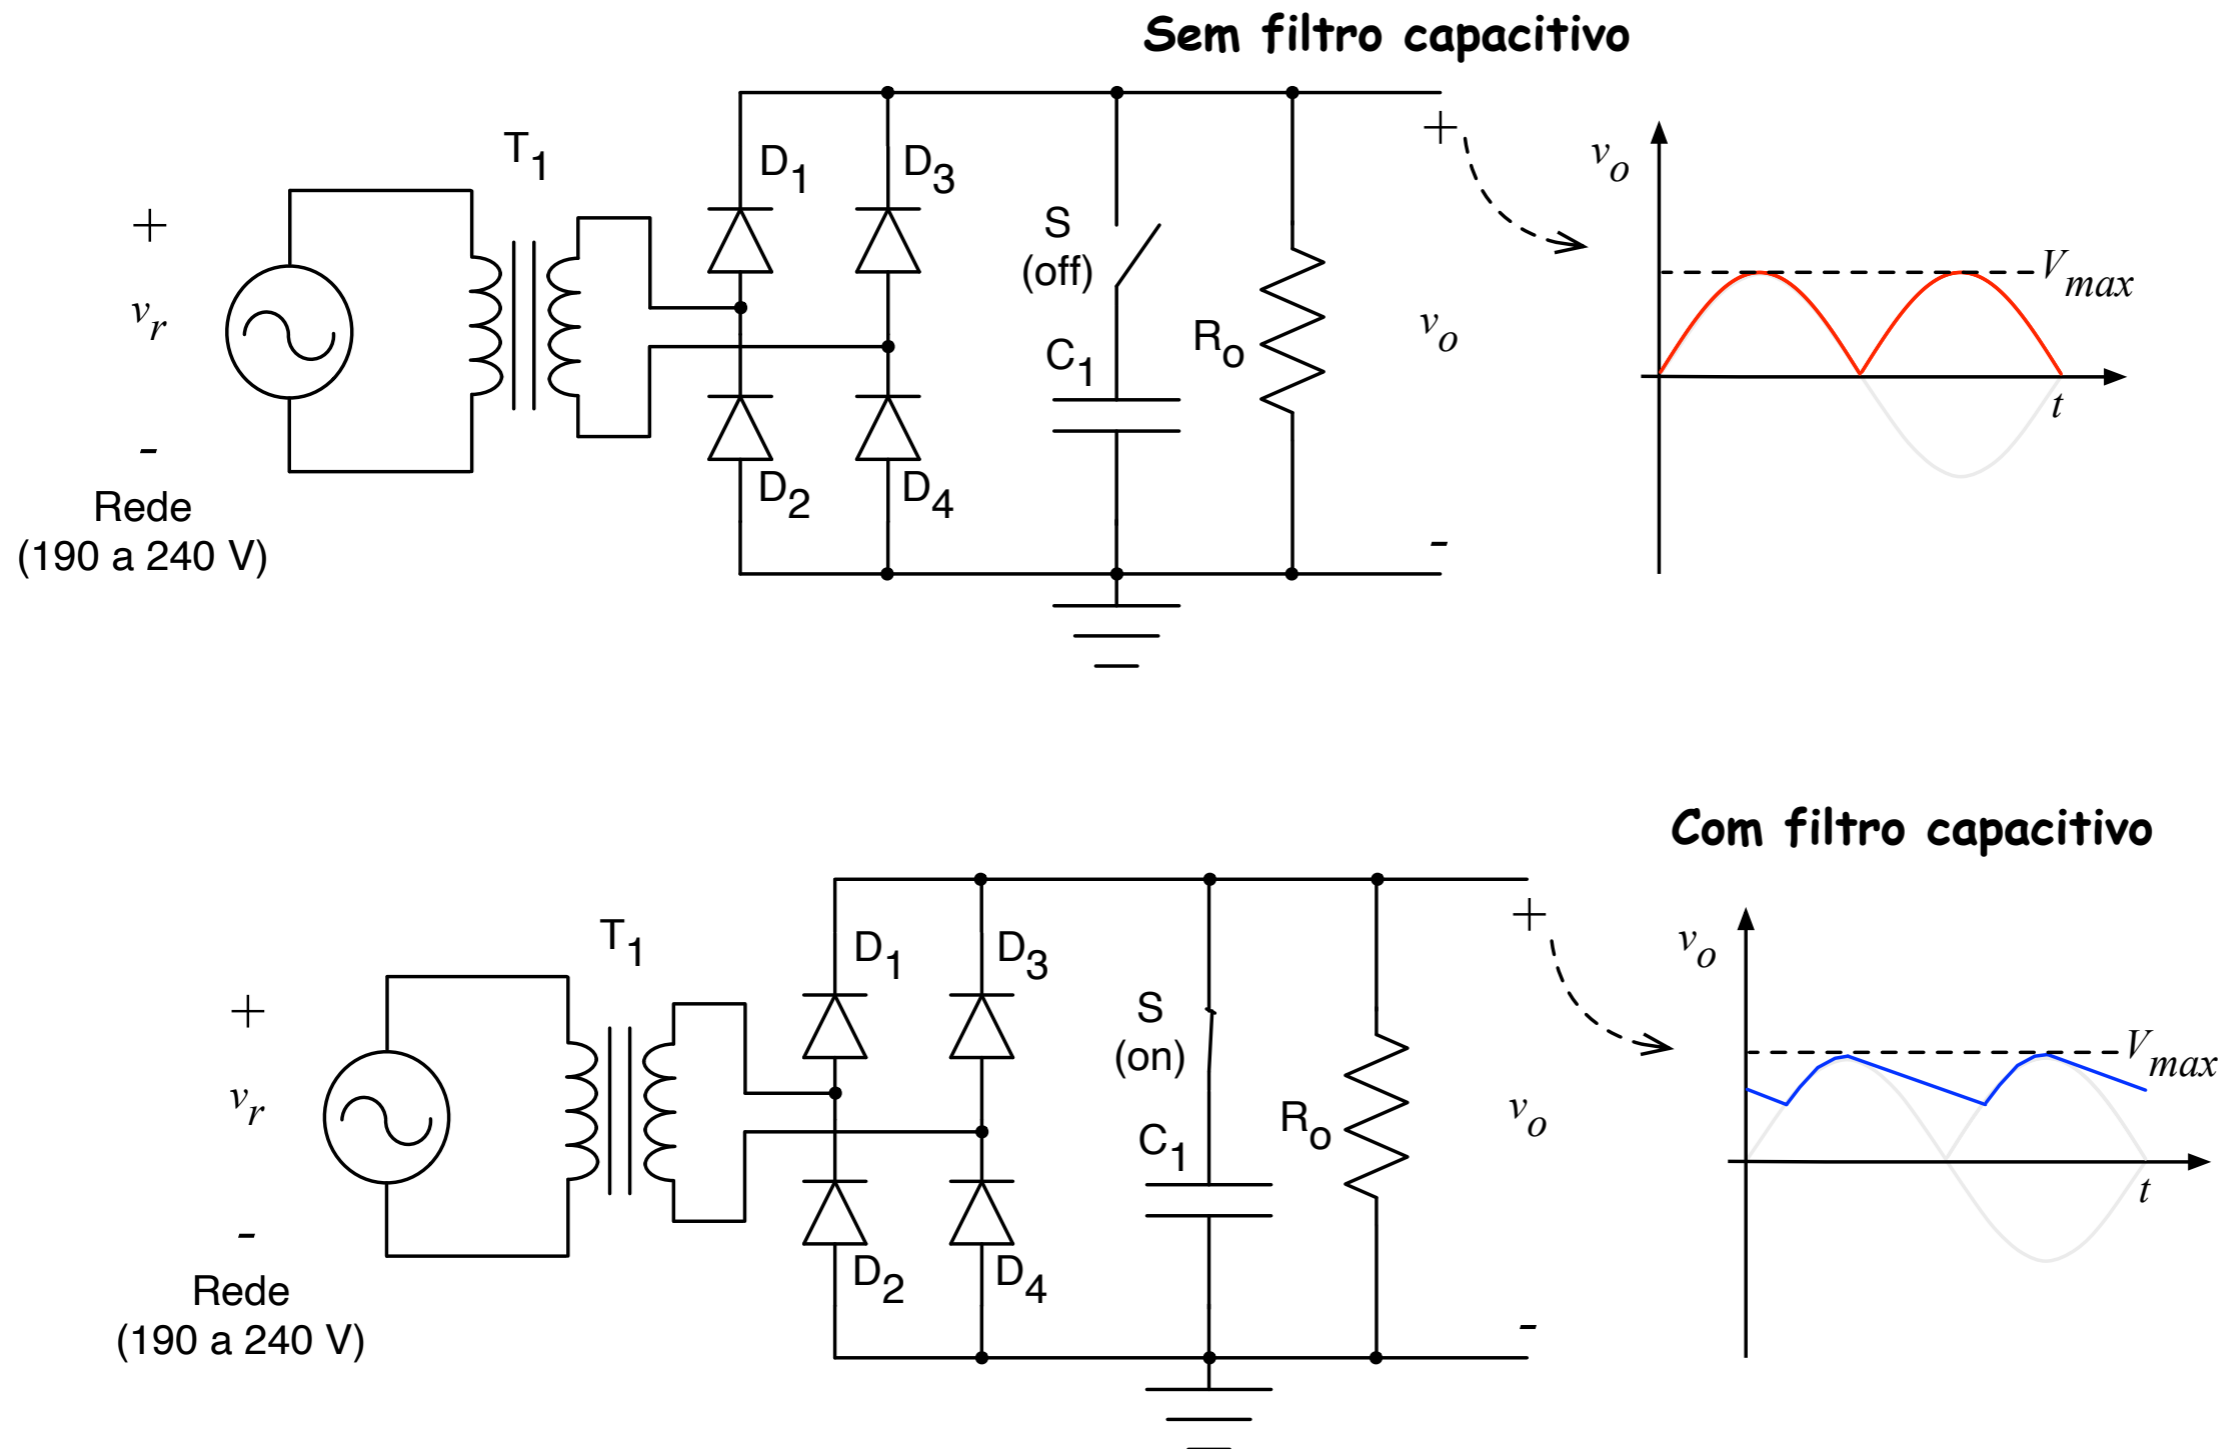 Sem filtro capacitivo
T1
D1
D3
+
vo
+
S
(off)
Vmax
vr
C1
Ro
vo
t
-
Rede
(190 a 240 V)
D2
D4
-
Com filtro capacitivo
T1
D1
D3
+
vo
+
S
(on)
Vmax
vr
C1
Ro
vo
t
-
Rede
(190 a 240 V)
D2
D4
-